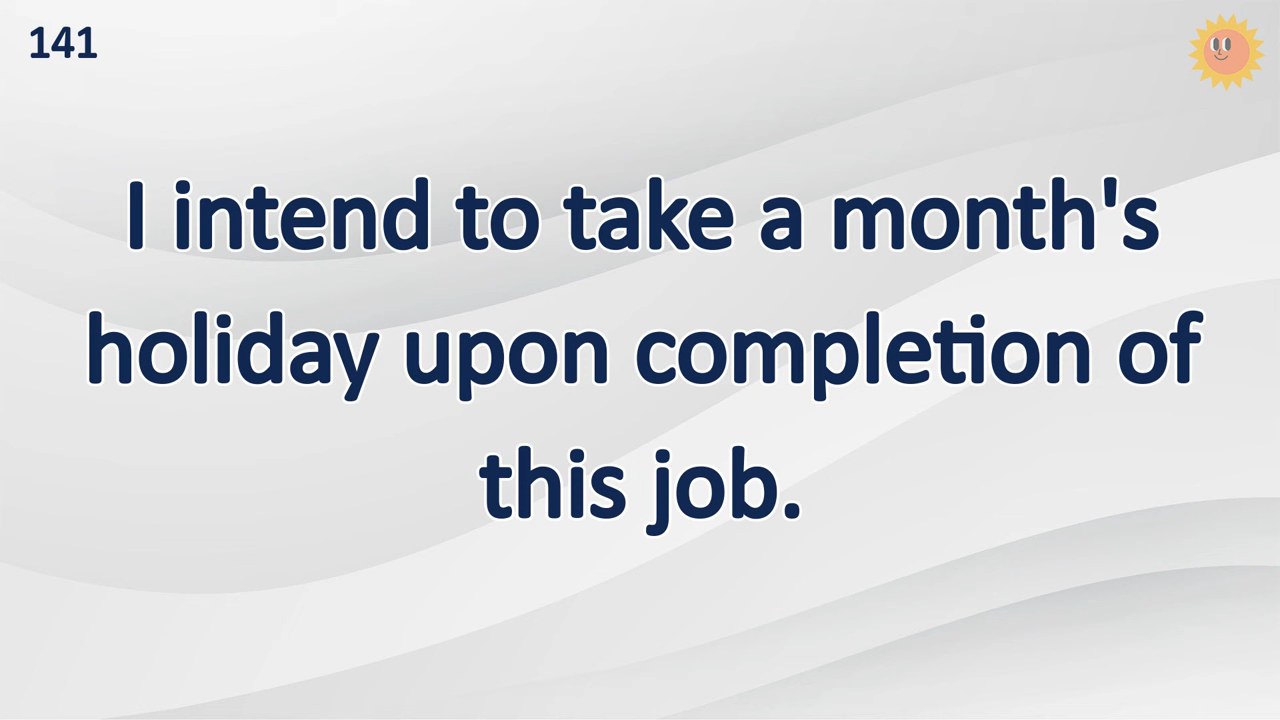 141
I intend to take a month's
holiday upon completion of
this job.